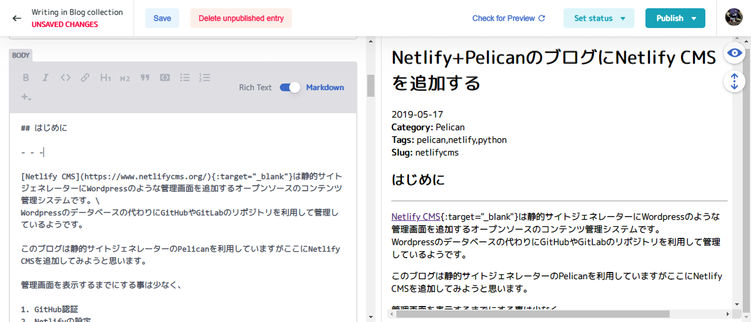 Writing in Blog collection
UNSAVED CHANGES
Save
Delete unpublished entry
Check for Preview
Set status
Publish
BODY
B I <> H1 H2
Rich Text
Markdown
## はじめに
- - -
[Netlify CMS](https://www.netlifycms.org/){:target="_blank"}は静的サイト
ジェネレーターにWordpressのような管理画面を追加するオープンソースのコンテンツ
管理システムです。\
Wordpressのデータベースの代わりにGitHubやGitLabのリポジトリを利用して管理し
ているようです。
このブログは静的サイトジェネレーターのPelicanを利用していますがここにNetlify
CMSを追加してみようと思います。
管理画面を表示するまでにする事は少なく、
1. GitHub認証
2. Netlifyの設定
Netlify+PelicanのブログにNetlify CMS
を追加する
2019-05-17
Category: Pelican
Tags: pelican,netlify,python
Slug: netlifycms
はじめに
Netlify CMS{:target="_blank"}は静的サイトジェネレーターにWordpressのような
管理画面を追加するオープンソースのコンテンツ管理システムです。
Wordpressのデータベースの代わりにGitHubやGitLabのリポジトリを利用して管理
しているようです。
このブログは静的サイトジェネレーターのPelicanを利用していますがここにNetlify
CMSを追加してみようと思います。
管理画面を表示するまでにする事は少なく、